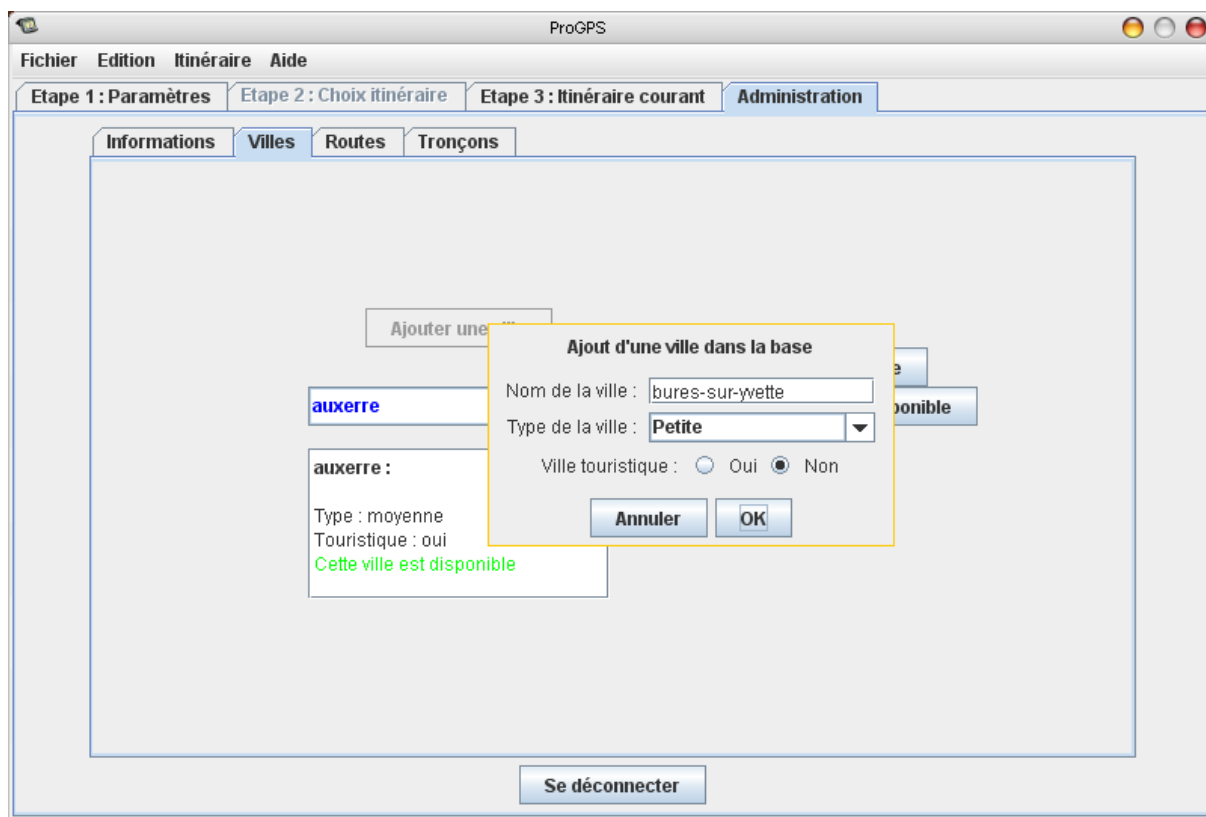 ProGPS
Fichier Edition Itinéraire Aide
Etape 1 : Paramètres Etape 2 : Choix itinéraire Etape 3 : Itinéraire courant Administration
Informations Villes Routes Tronçons
Ajouter une
Ajout d'une ville dans la base
Nom de la ville : bures-sur-yvette
auxerre
Type de la ville : Petite
Ville touristique : Oui Non
auxerre :
Annuler OK
Type : moyenne
Touristique : oui
Cette ville est disponible
Se déconnecter